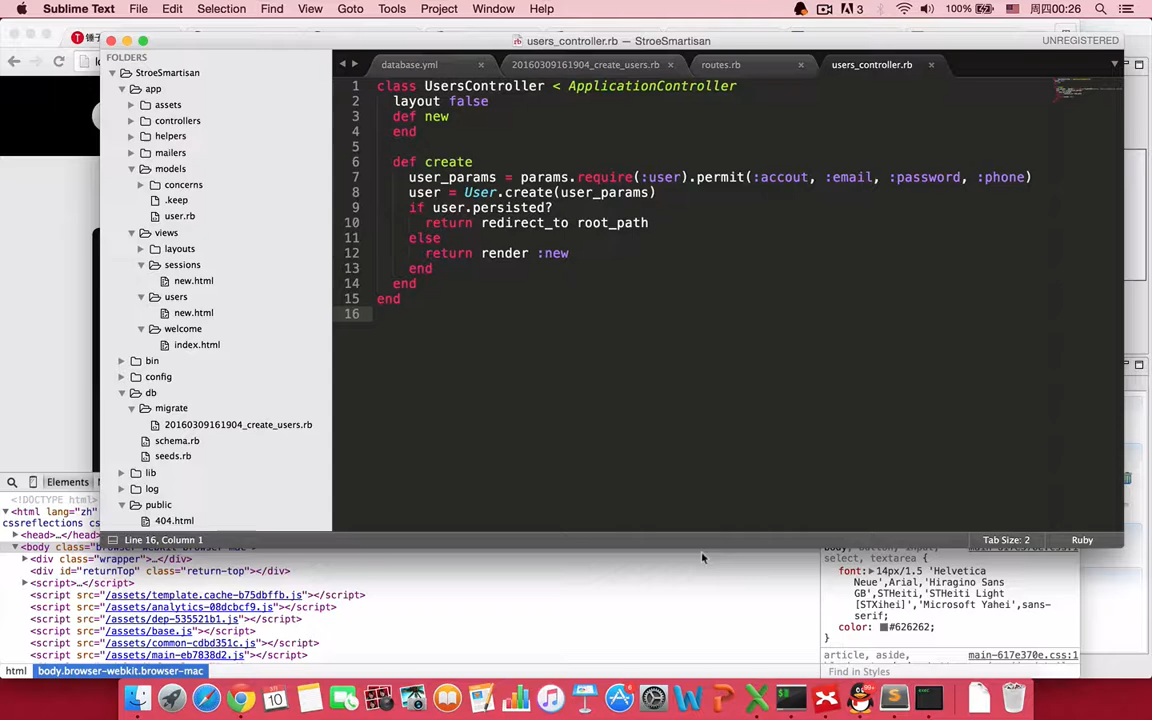 Sublime Text File Edit Selection Find View Goto Tools Project Window Help 3 100% 周四00:26
users_controller.rb — StroeSmartisan UNREGISTERED
FOLDERS
database.yml 20160309161904_create_users.rb routes.rb users_controller.rb
StroeSmartisan
app
assets
controllers
helpers
mailers
models
concerns
.keep
user.rb
views
layouts
sessions
new.html
users
new.html
welcome
index.html
bin
config
db
migrate
20160309161904_create_users.rb
schema.rb
seeds.rb
lib
log
public
404.html
1 class UsersController < ApplicationController
2 layout false
3 def new
4 end
5
6 def create
7 user_params = params.require(:user).permit(:accout, :email, :password, :phone)
8 user = User.create(user_params)
9 if user.persisted?
10 return redirect_to root_path
11 else
12 return render :new
13 end
14 end
15 end
16
Line 16, Column 1 Tab Size: 2 Ruby
Elements
<!DOCTYPE html>
<html lang="zh"
cssreflections
<head>…</head>
<div class="wrapper">…</div>
<div id="returnTop" class="return-top"></div>
<script>…</script>
<script src="/assets/template.cache-b75dbffb.js"></script>
<script src="/assets/analytics-08dcbcf9.js"></script>
<script src="/assets/dep-535521b1.js"></script>
<script src="/assets/base.js"></script>
<script src="/assets/common-cdbd351c.js"></script>
<script src="/assets/main-eb7838d2.js"></script>
html body.browser-webkit.browser-mac
select, textarea {
font: 14px/1.5 'Helvetica
Neue',Arial,'Hiragino Sans
GB',STHeiti,'STHeiti Light
[STXihei]','Microsoft Yahei',sans-
serif;
color: #626262;
}
article, aside, main-617e370e.css:1
Find in Styles